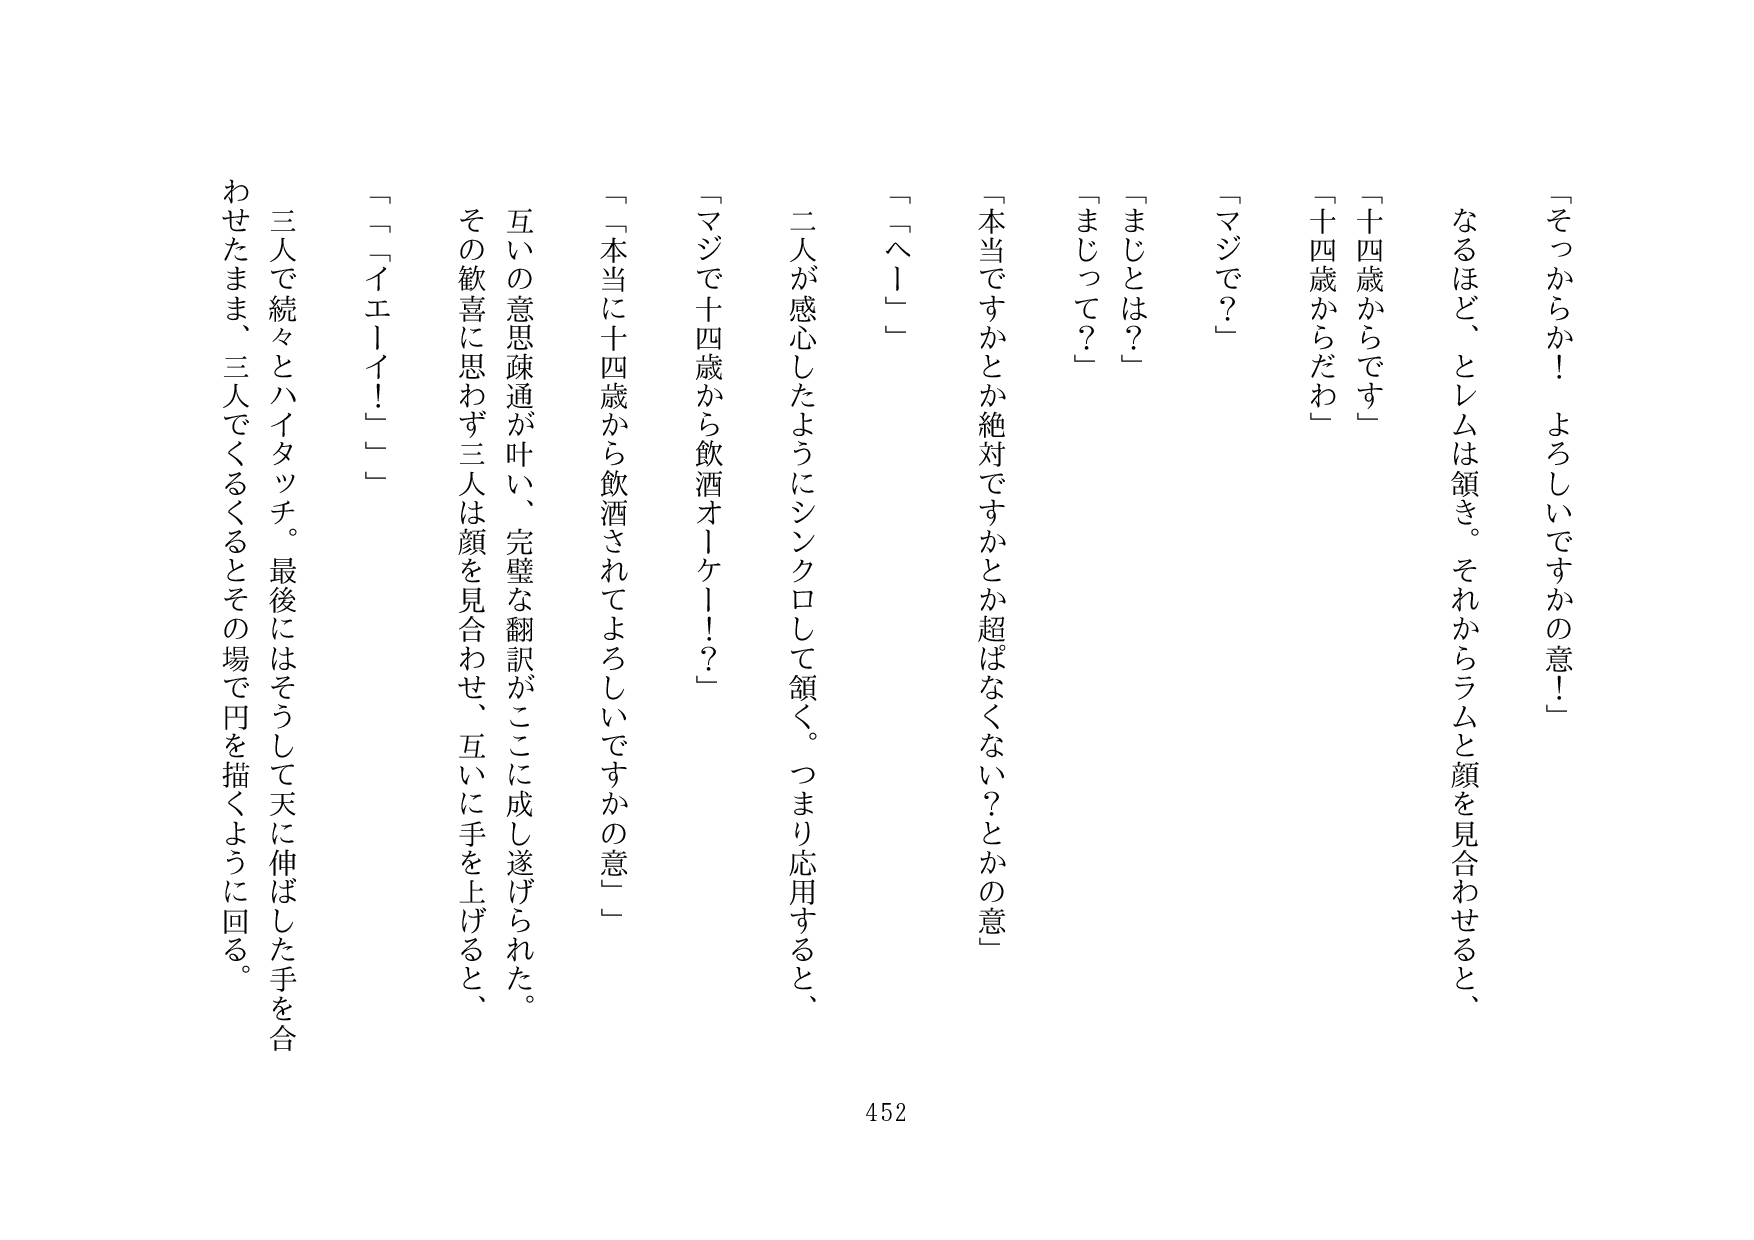 「そっからか！　よろしいですかの意！」
　なるほど、とレムは頷き。それからラムと顔を見合わせると、
「十四歳からです」
「十四歳からだわ」
「マジで？」
「まじとは？」
「まじって？」
「本当ですかとか絶対ですかとか超ぱなくない？とかの意」
「「へー」」
　二人が感心したようにシンクロして頷く。つまり応用すると、
「マジで十四歳から飲酒オーケー！？」
「「本当に十四歳から飲酒されてよろしいですかの意」」
　互いの意思疎通が叶い、完璧な翻訳がここに成し遂げられた。
　その歓喜に思わず三人は顔を見合わせ、互いに手を上げると、
「「「イエーイ！」」」
　三人で続々とハイタッチ。最後にはそうして天に伸ばした手を合
わせたまま、三人でくるくるとその場で円を描くように回る。
452